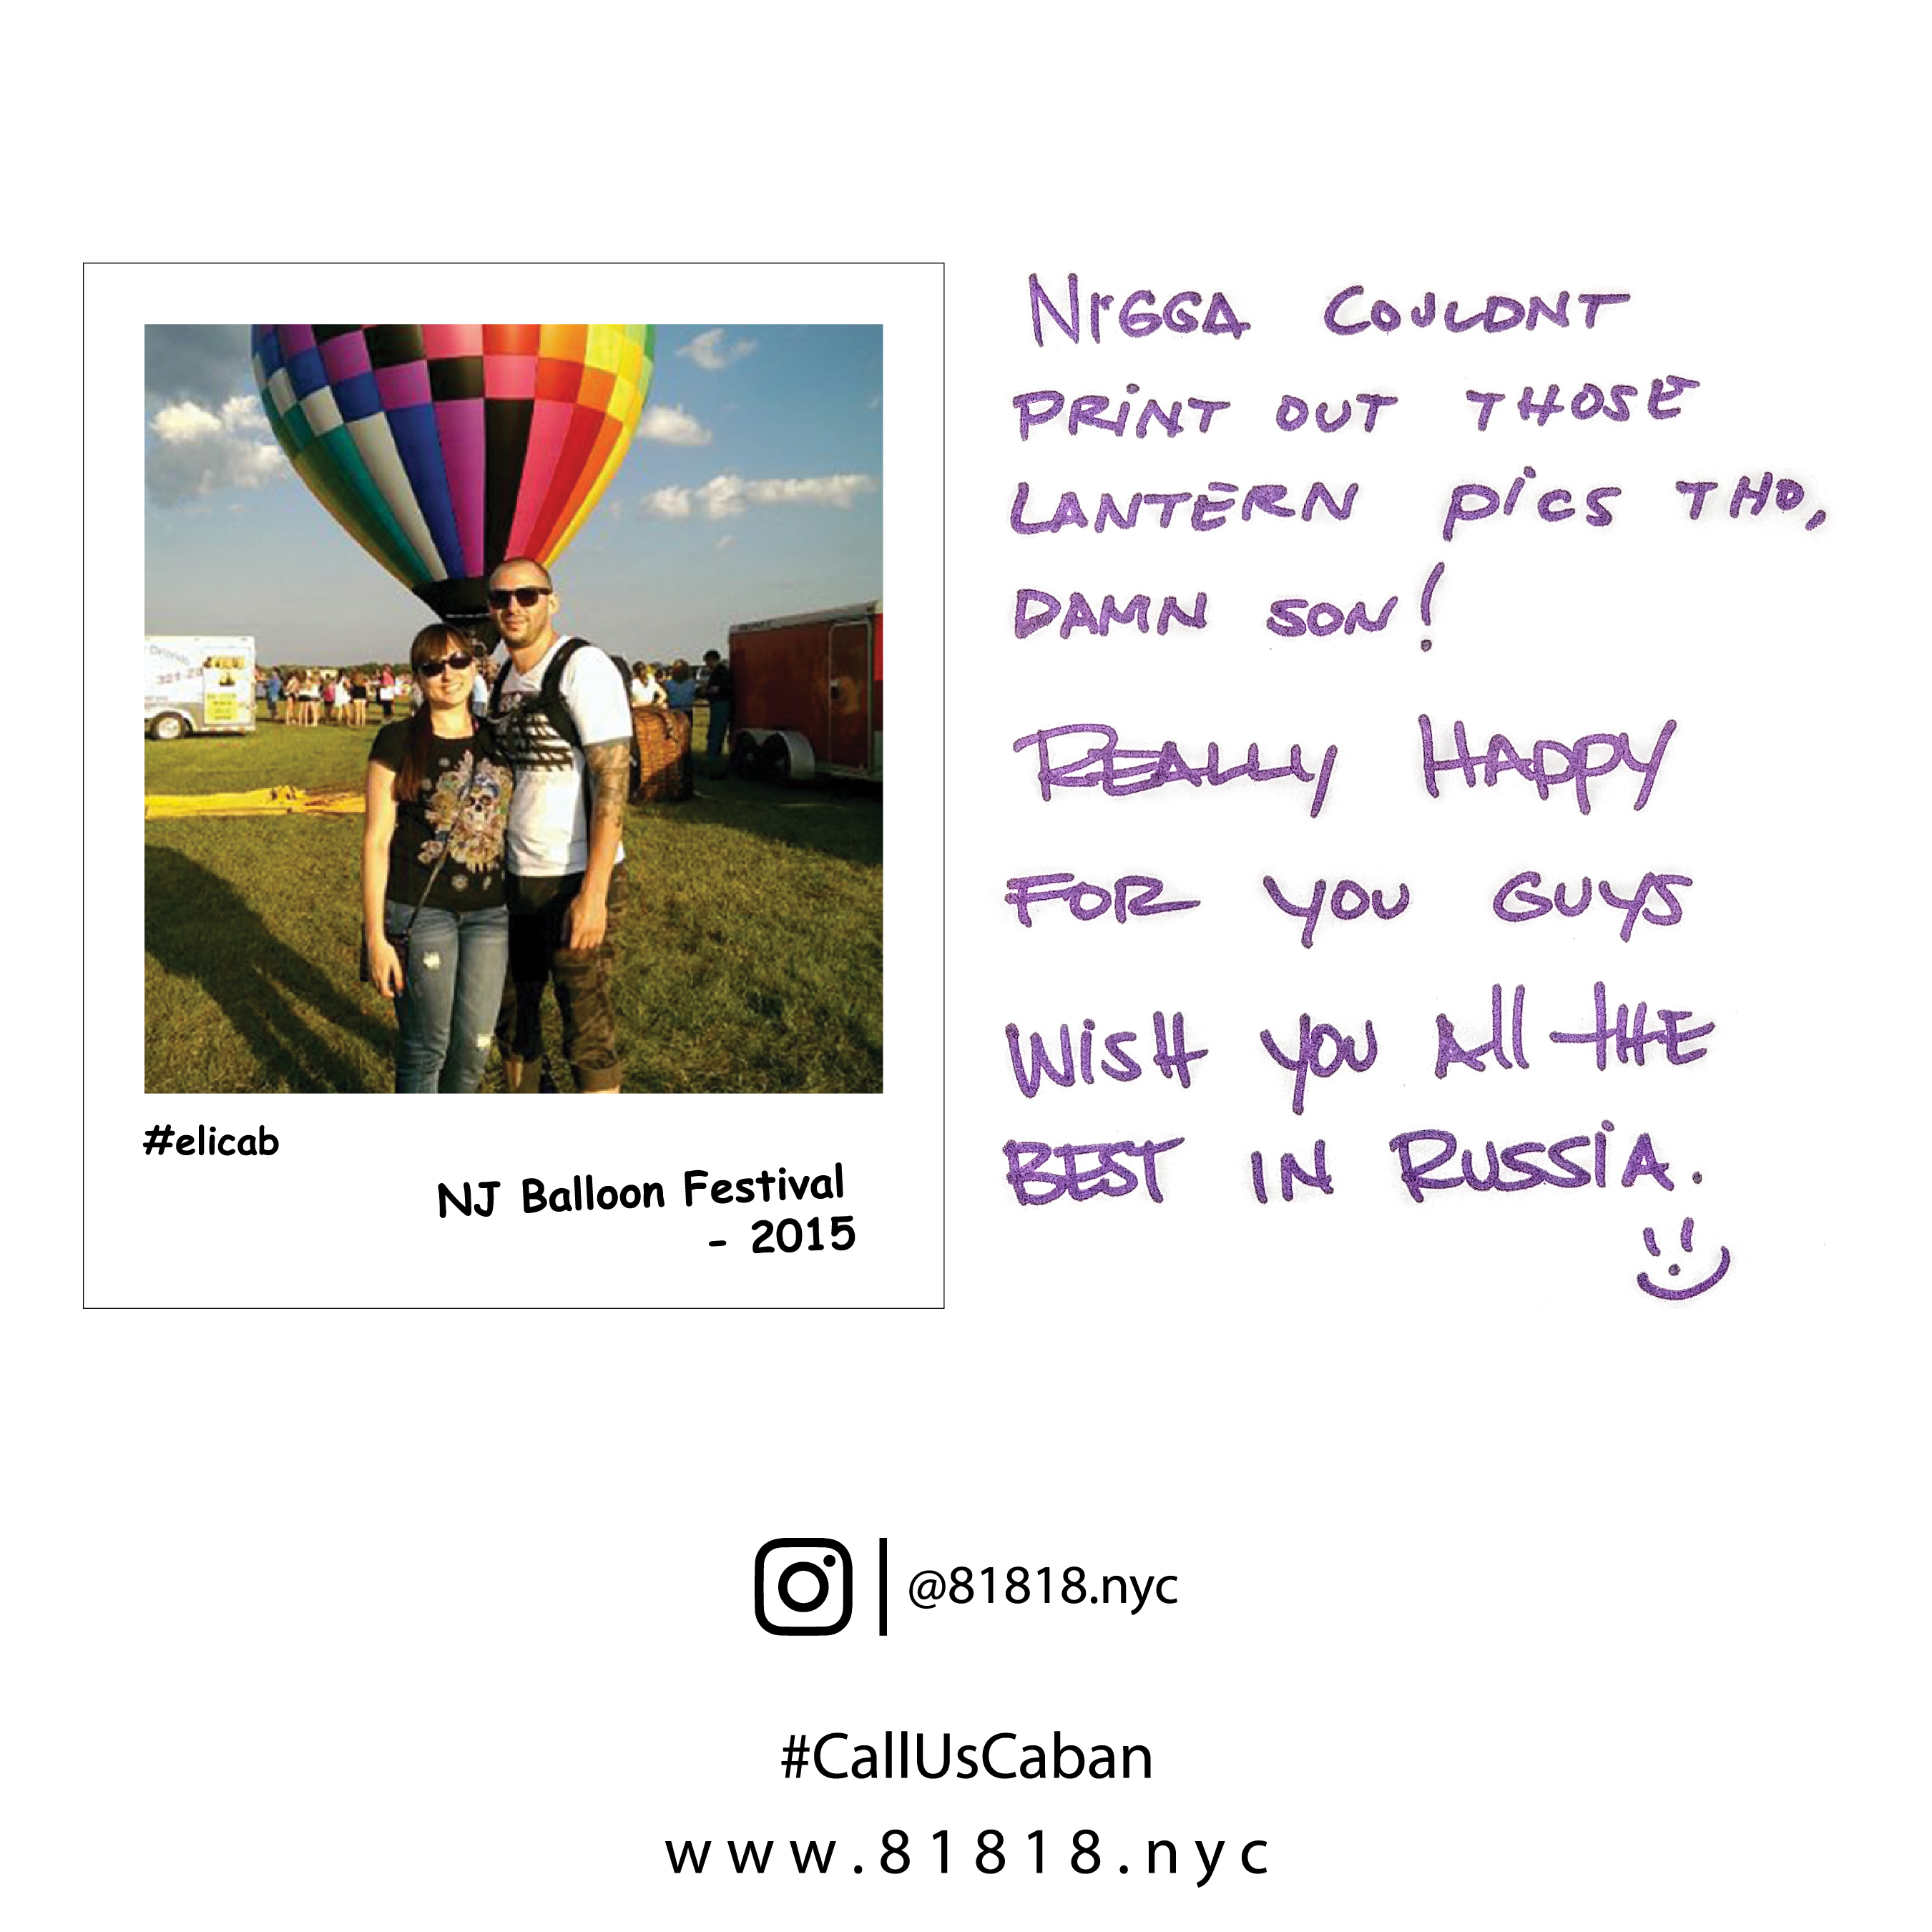 #elicab
NJ Balloon Festival
- 2015
NIGGA COULDNT
PRiNT OUT THOSE
LANTERN PiCS THO,
DAMN SON!
REALLY HAPPY
FOR YOU GUYS
WiSH YOU All tHE
BEST IN RUSSiA.
@81818.nyc
#CallUsCaban
www.81818.nyc